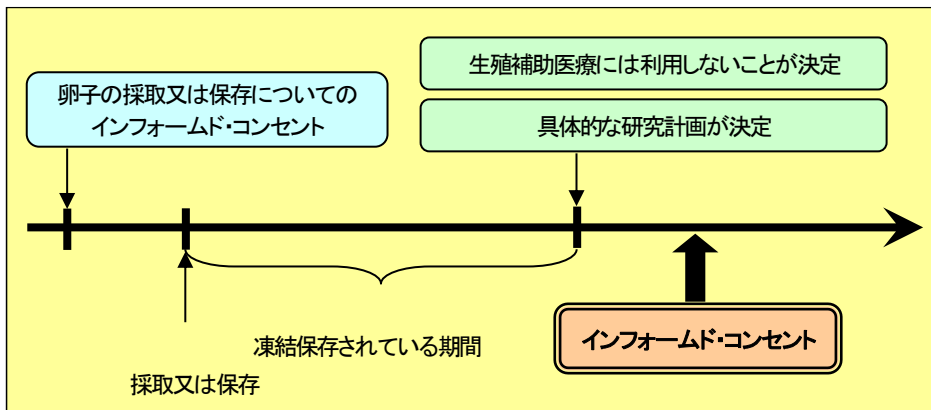 生殖補助医療には利用しないことが決定
卵子の採取又は保存についての
インフォームド・コンセント
具体的な研究計画が決定
凍結保存されている期間
インフォームド・コンセント
採取又は保存